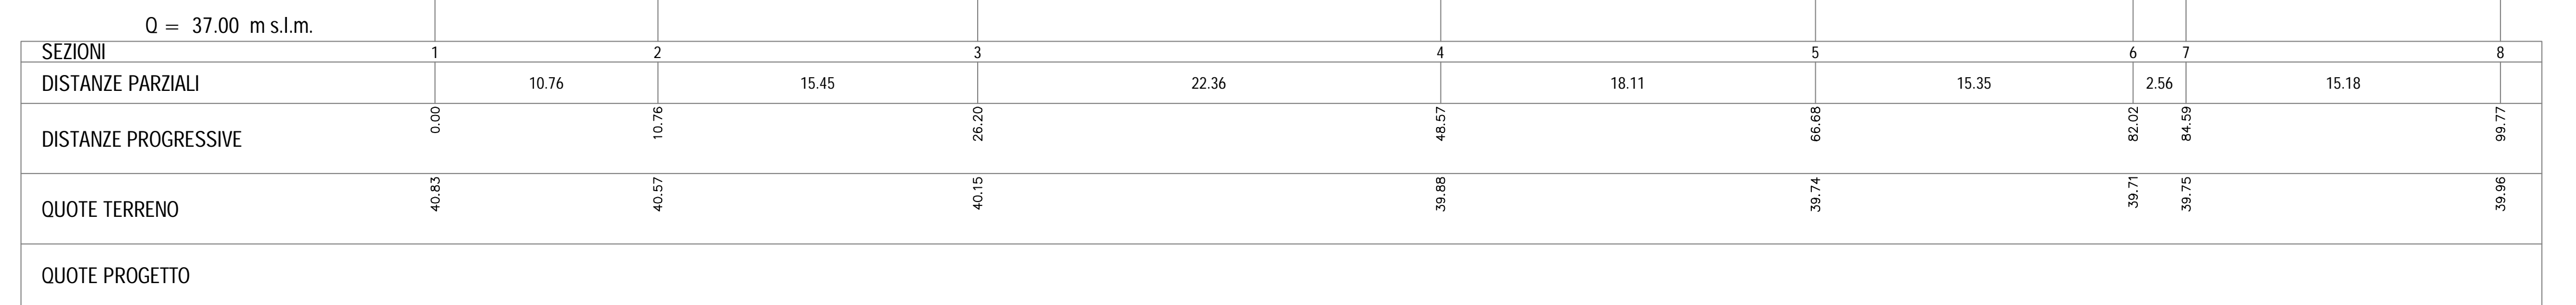 Q = 37.00 m s.l.m.
SEZIONI 1 2 3 4 5 6 7 8
DISTANZE PARZIALI 10.76 15.45 22.36 18.11 15.35 2.56 15.18
DISTANZE PROGRESSIVE 0.00 10.76 26.20 48.57 66.68 82.02 84.59 99.77
QUOTE TERRENO 40.83 40.57 40.15 39.88 39.74 39.71 39.75 39.96
QUOTE PROGETTO